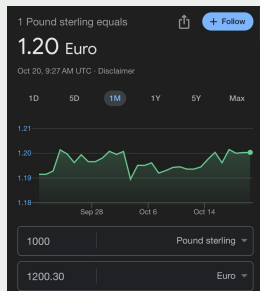 1 Pound sterling equals
+ Follow
1.20 Euro
Oct 20, 9:27 AM UTC · Disclaimer
1D 5D 1M 1Y 5Y Max
1.21
1.20
1.19
1.18
Sep 28 Oct 6 Oct 14
1000 Pound sterling
1200.30 Euro